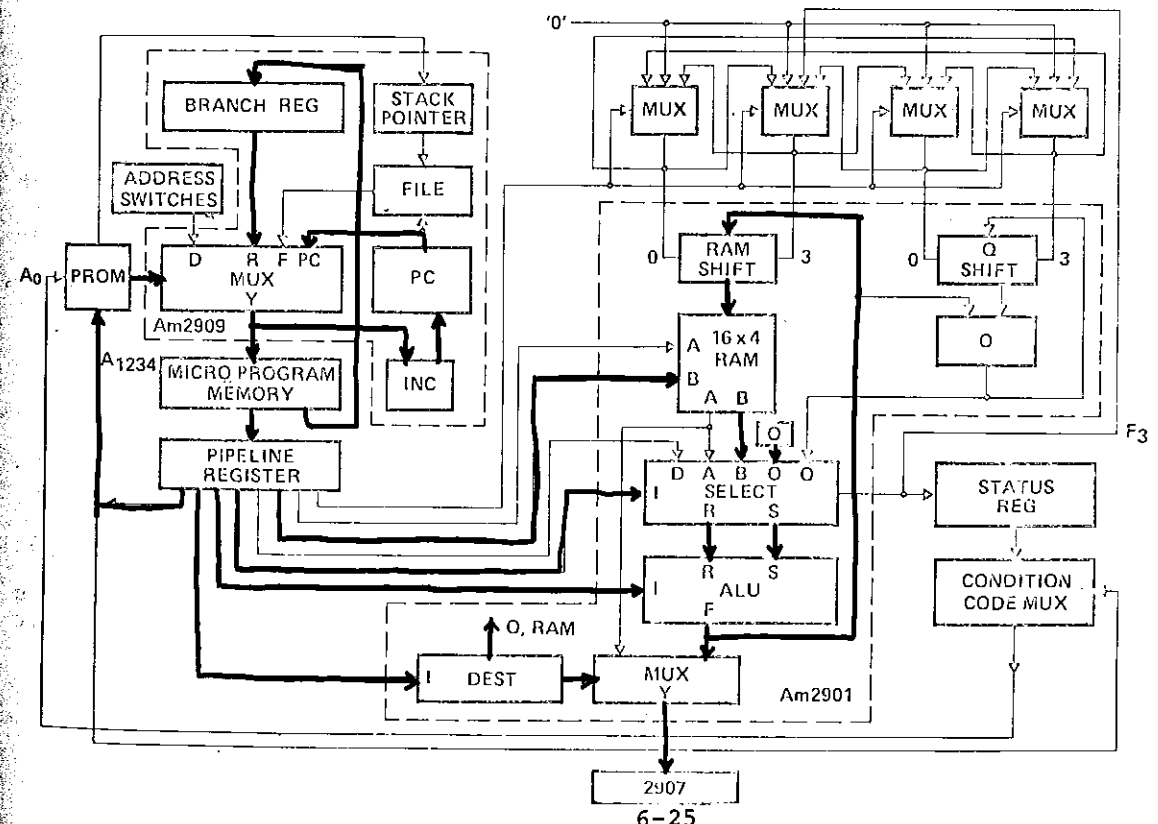 '0'
BRANCH REG
STACK
POINTER
MUX
MUX
MUX
MUX
ADDRESS
SWITCHES
FILE
A0
PROM
D R F PC
MUX
Y
PC
Am2909
A1234
MICRO PROGRAM
MEMORY
INC
PIPELINE
REGISTER
0
RAM
SHIFT
3
0
Q
SHIFT
3
A
B
16 x 4
RAM
A B
O
O
F3
D A B O Q
I
SELECT
R S
STATUS
REG
R S
I
ALU
F
CONDITION
CODE MUX
O, RAM
I
DEST
MUX
Y
Am2901
2907
6-25